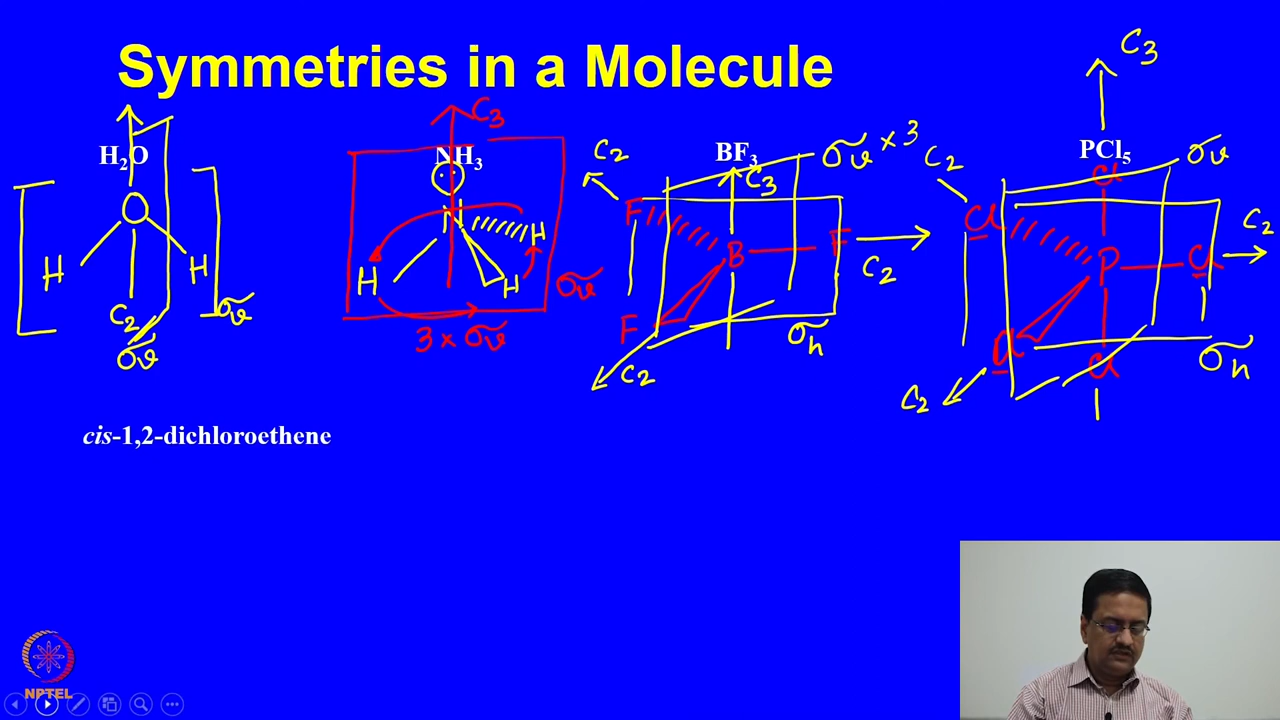 Symmetries in a Molecule
H₂O
O
H
H
C₂
σv
σv
NH₃
C₃
N
H
H
H
σv
3 × σv
BF₃
C₃
σv × 3
C₂
F
B
F
F
C₂
C₂
σh
PCl₅
C₃
σv
C₂
Cl
Cl
P
Cl
C₂
Cl
Cl
C₂
σh
cis-1,2-dichloroethene
NPTEL